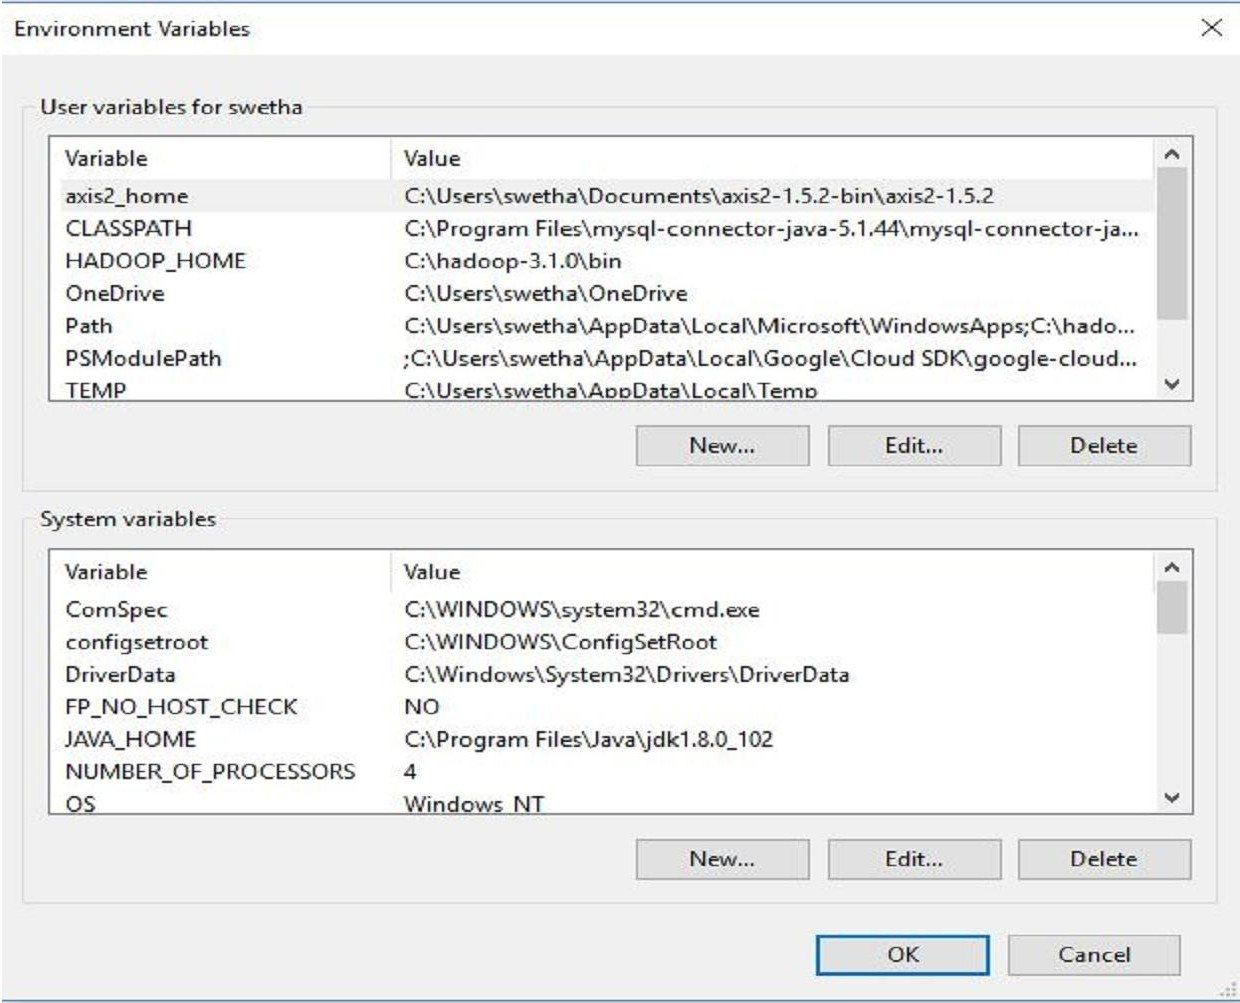 Environment Variables
User variables for swetha
Variable Value
axis2_home C:\Users\swetha\Documents\axis2-1.5.2-bin\axis2-1.5.2
CLASSPATH C:\Program Files\mysql-connector-java-5.1.44\mysql-connector-ja...
HADOOP_HOME C:\hadoop-3.1.0\bin
OneDrive C:\Users\swetha\OneDrive
Path C:\Users\swetha\AppData\Local\Microsoft\WindowsApps;C:\hado...
PSModulePath ;C:\Users\swetha\AppData\Local\Google\Cloud SDK\google-cloud...
TEMP C:\Users\swetha\AppData\Local\Temp
New... Edit... Delete
System variables
Variable Value
ComSpec C:\WINDOWS\system32\cmd.exe
configsetroot C:\WINDOWS\ConfigSetRoot
DriverData C:\Windows\System32\Drivers\DriverData
FP_NO_HOST_CHECK NO
JAVA_HOME C:\Program Files\Java\jdk1.8.0_102
NUMBER_OF_PROCESSORS 4
OS Windows_NT
New... Edit... Delete
OK Cancel